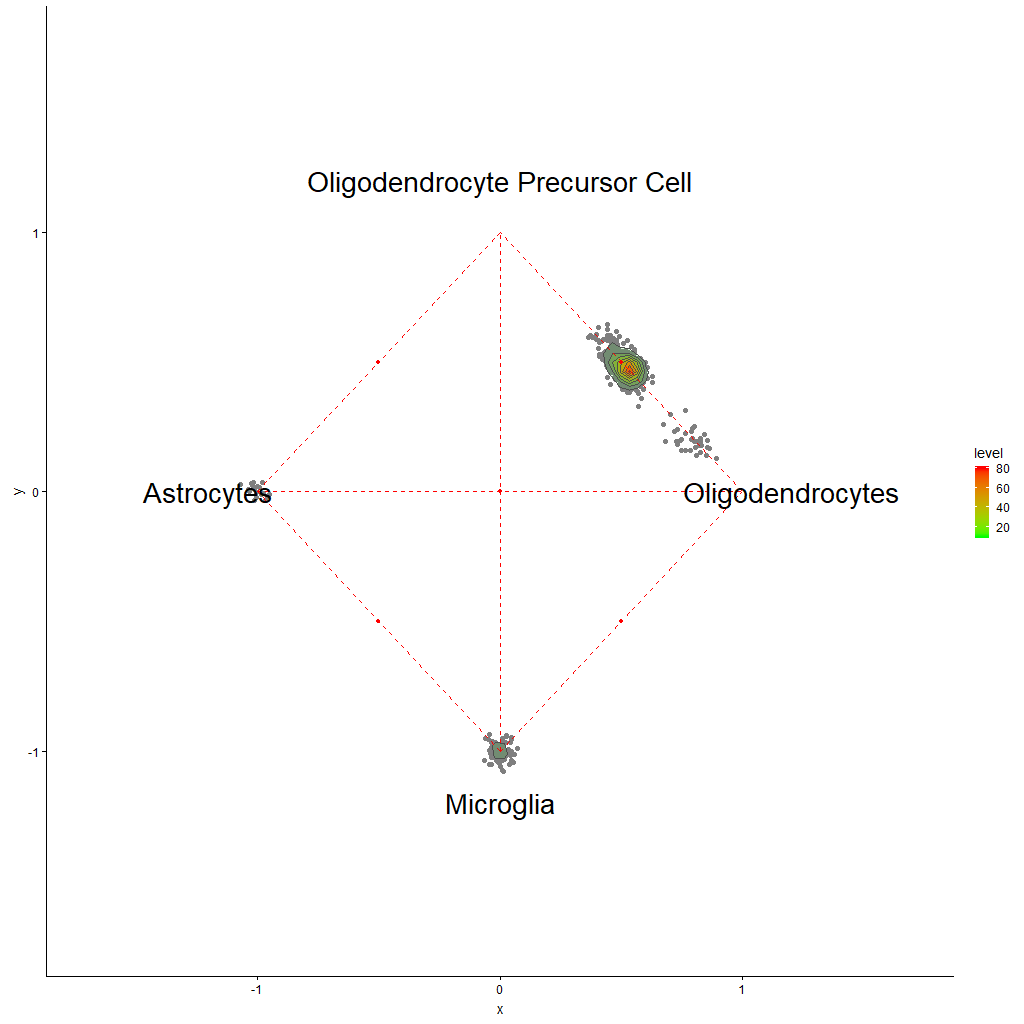 Oligodendrocyte Precursor Cell
1
level
80
60
40
20
y
0
Astrocytes
Oligodendrocytes
-1
Microglia
-1
0
1
x